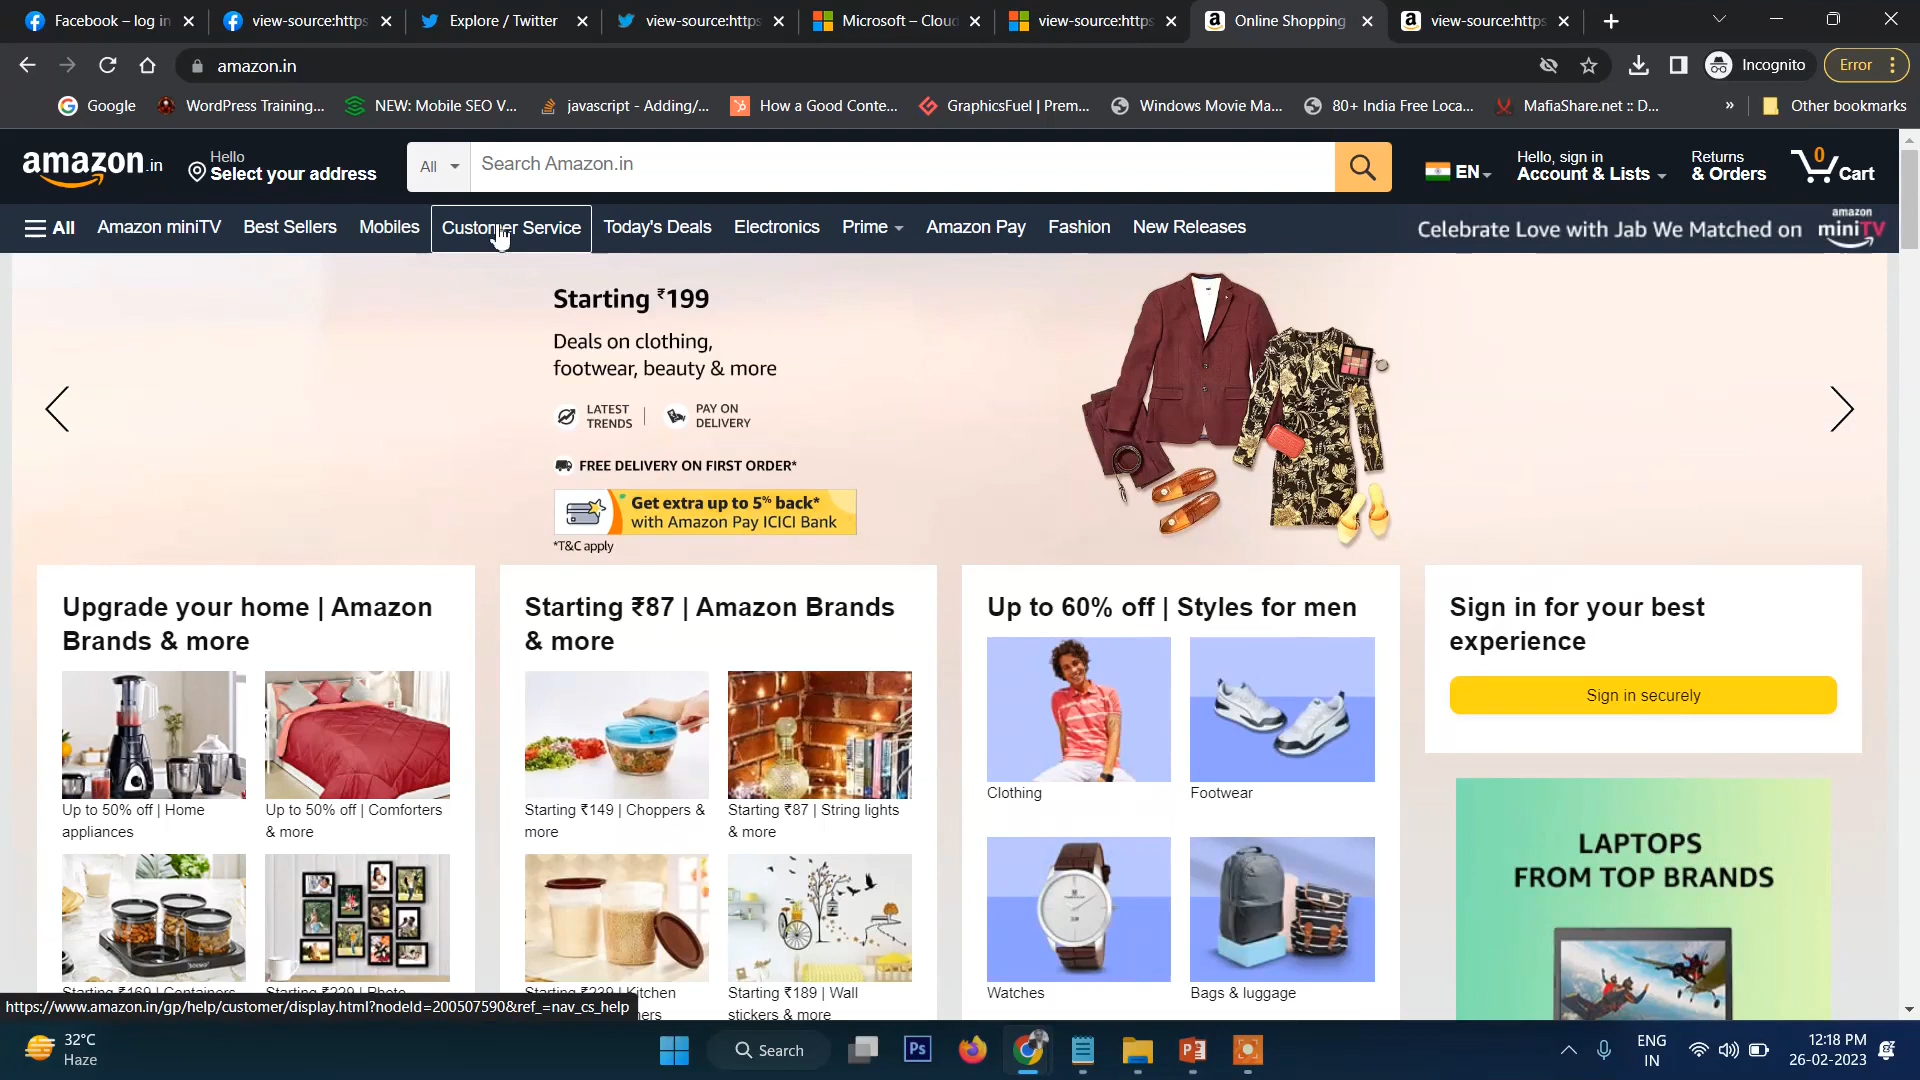 Facebook – log in
view-source:https
Explore / Twitter
view-source:https
Microsoft – Cloud
view-source:https
Online Shopping
view-source:https
amazon.in
Incognito
Error
Google
WordPress Training...
NEW: Mobile SEO V...
javascript - Adding/...
How a Good Conte...
GraphicsFuel | Prem...
Windows Movie Ma...
80+ India Free Loca...
MafiaShare.net :: D...
»
Other bookmarks
amazon.in
Hello
Select your address
All
Search Amazon.in
EN
Hello, sign in
Account & Lists
Returns
& Orders
0
Cart
All
Amazon miniTV
Best Sellers
Mobiles
Customer Service
Today's Deals
Electronics
Prime
Amazon Pay
Fashion
New Releases
Celebrate Love with Jab We Matched on
amazon
miniTV
Starting ₹199
Deals on clothing,
footwear, beauty & more
LATEST
TRENDS
PAY ON
DELIVERY
FREE DELIVERY ON FIRST ORDER*
Get extra up to 5% back*
with Amazon Pay ICICI Bank
*T&C apply
Upgrade your home | Amazon
Brands & more
Up to 50% off | Home
appliances
Up to 50% off | Comforters
& more
Starting ₹169 | Containers
Starting ₹229 | Photo
Starting ₹87 | Amazon Brands
& more
Starting ₹149 | Choppers &
more
Starting ₹87 | String lights
& more
Starting ₹239 | Kitchen
Starting ₹189 | Wall
stickers & more
Up to 60% off | Styles for men
Clothing
Footwear
Watches
Bags & luggage
Sign in for your best
experience
Sign in securely
LAPTOPS
FROM TOP BRANDS
https://www.amazon.in/gp/help/customer/display.html?nodeId=200507590&ref_=nav_cs_help
32°C
Haze
Search
Ps
ENG
IN
12:18 PM
26-02-2023